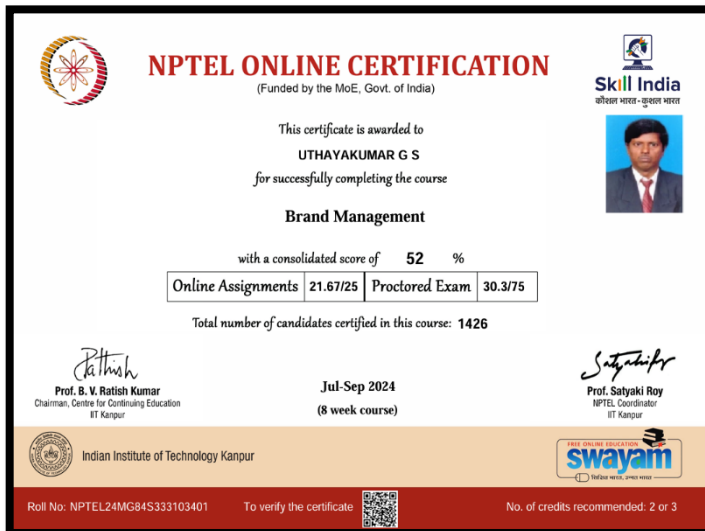 NPTEL ONLINE CERTIFICATION
(Funded by the MoE, Govt. of India)
Skill India
कौशल भारत-कुशल भारत
This certificate is awarded to
UTHAYAKUMAR G S
for successfully completing the course
Brand Management
with a consolidated score of 52 %
Online Assignments 21.67/25 Proctored Exam 30.3/75
Total number of candidates certified in this course: 1426
Prof. B. V. Ratish Kumar
Chairman, Centre for Continuing Education
IIT Kanpur
Jul-Sep 2024
(8 week course)
Prof. Satyaki Roy
NPTEL Coordinator
IIT Kanpur
Indian Institute of Technology Kanpur
FREE ONLINE EDUCATION
swayam
शिक्षित भारत, उन्नत भारत
Roll No: NPTEL24MG84S333103401 To verify the certificate No. of credits recommended: 2 or 3